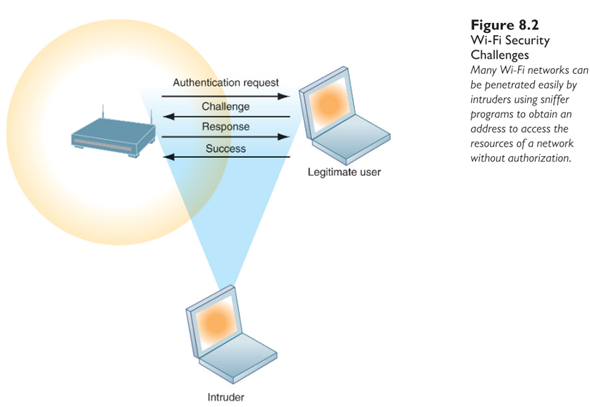 Figure 8.2
Wi-Fi Security
Challenges
Many Wi-Fi networks can
be penetrated easily by
intruders using sniffer
programs to obtain an
address to access the
resources of a network
without authorization.
Authentication request
Challenge
Response
Success
Legitimate user
Intruder